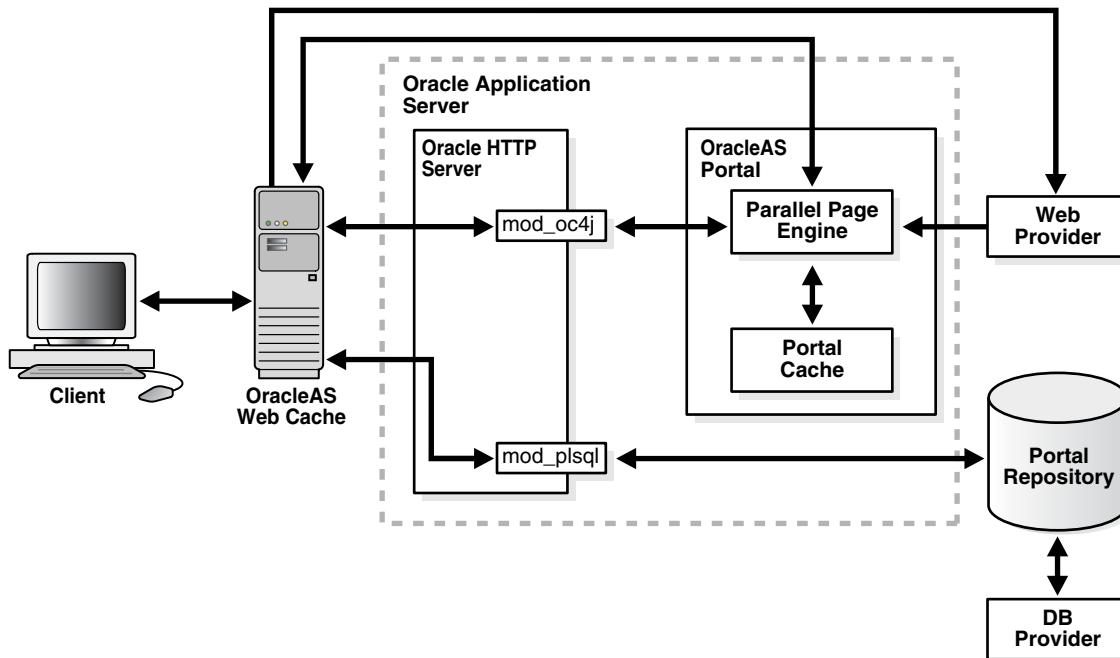 Oracle Application
Server
Oracle HTTP
Server
OracleAS
Portal
mod_oc4j
Parallel Page
Engine
Web
Provider
Portal
Cache
Client
OracleAS
Web Cache
mod_plsql
Portal
Repository
DB
Provider